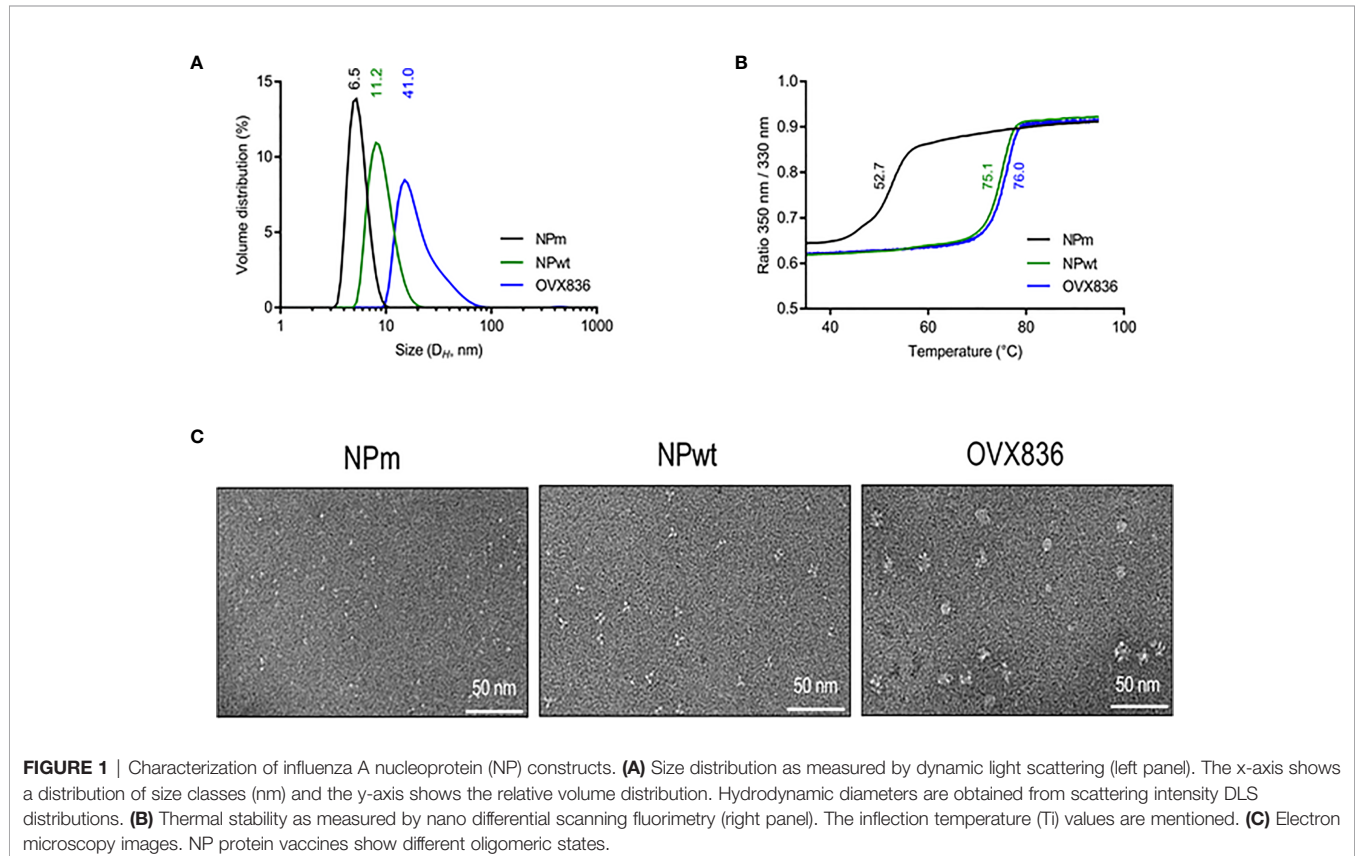 A
6.5
11.2
41.0
15
10
5
0
Volume distribution (%)
NPm
NPwt
OVX836
1
10
100
1000
Size (D_H, nm)
B
1.0
0.9
0.8
0.7
0.6
0.5
Ratio 350 nm / 330 nm
52.7
75.1
76.0
NPm
NPwt
OVX836
40
60
80
100
Temperature (°C)
C
NPm
NPwt
OVX836
50 nm
50 nm
50 nm
FIGURE 1 | Characterization of influenza A nucleoprotein (NP) constructs. (A) Size distribution as measured by dynamic light scattering (left panel). The x-axis shows
a distribution of size classes (nm) and the y-axis shows the relative volume distribution. Hydrodynamic diameters are obtained from scattering intensity DLS
distributions. (B) Thermal stability as measured by nano differential scanning fluorimetry (right panel). The inflection temperature (Ti) values are mentioned. (C) Electron
microscopy images. NP protein vaccines show different oligomeric states.